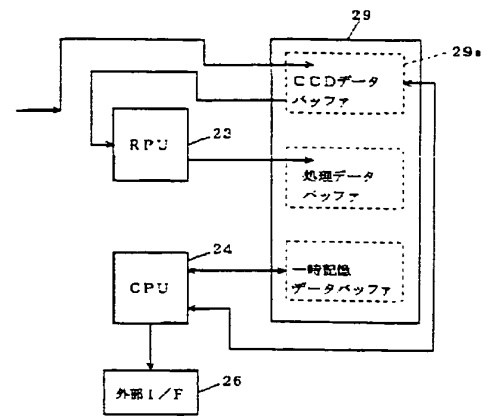 29
29a
CCDデータ
バッファ
RPU
23
処理データ
バッファ
24
CPU
一時記憶
データバッファ
外部I/F
26